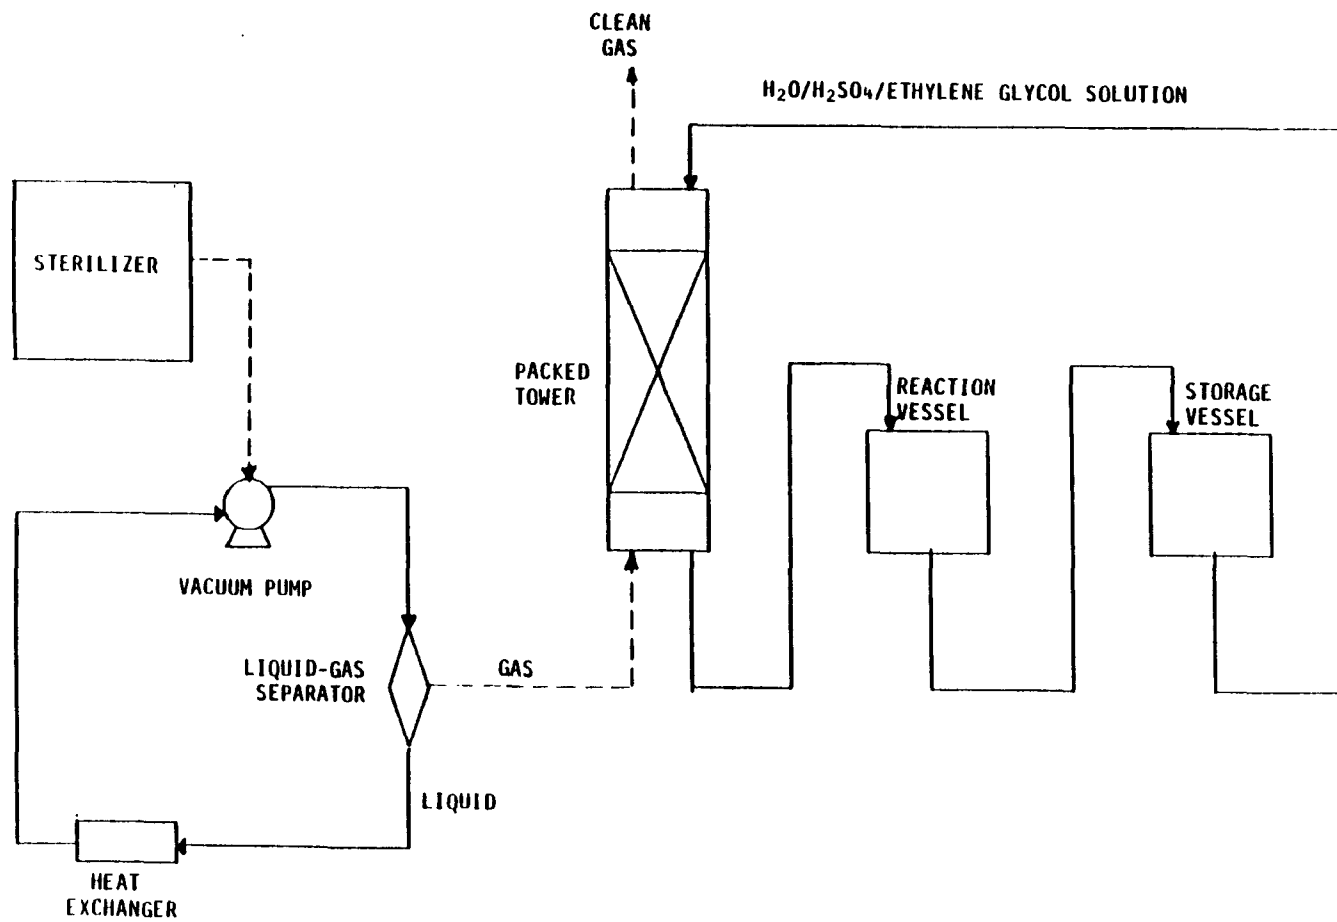 CLEAN
GAS
H₂O/H₂SO₄/ETHYLENE GLYCOL SOLUTION
STERILIZER
PACKED
TOWER
REACTION
VESSEL
STORAGE
VESSEL
VACUUM PUMP
LIQUID-GAS
SEPARATOR
GAS
LIQUID
HEAT
EXCHANGER